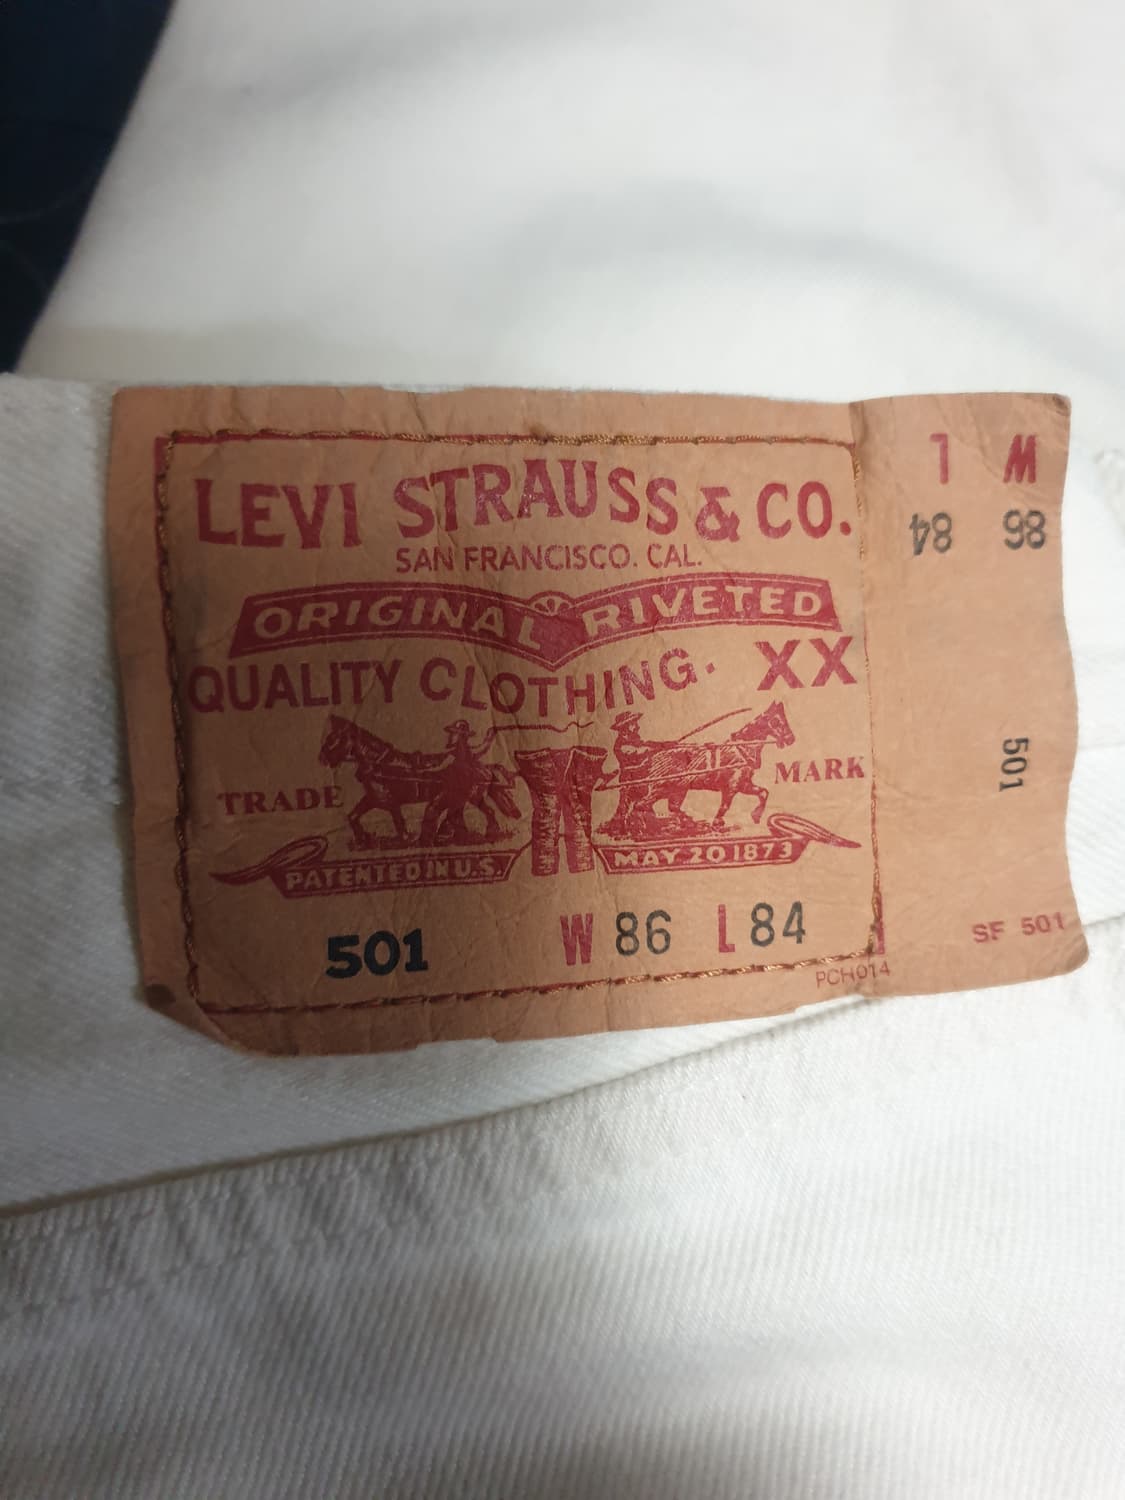 LEVI STRAUSS & CO.
SAN FRANCISCO. CAL.
ORIGINAL RIVETED
QUALITY CLOTHING. XX
TRADE MARK
PATENTED IN U.S. MAY 20 1873
501 W 86 L 84
PCH014
W L
86 84
501
SF 501